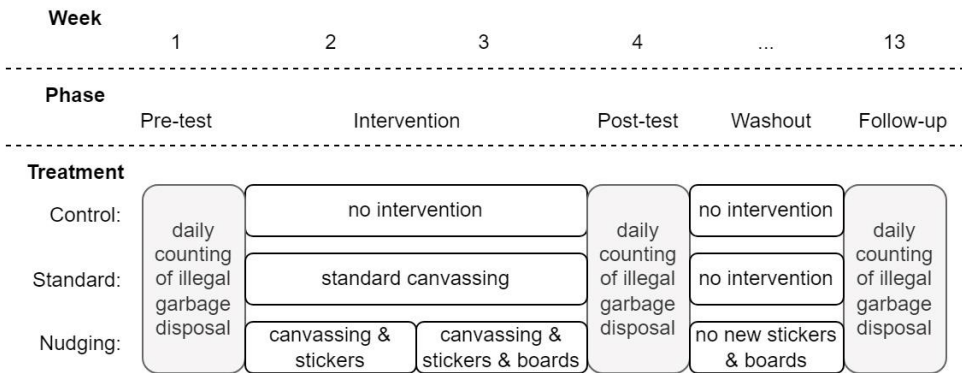 Week
1 2 3 4 ... 13
Phase
Pre-test Intervention Post-test Washout Follow-up
Treatment
Control:
Standard:
Nudging:
daily
counting
of illegal
garbage
disposal
no intervention
standard canvassing
canvassing &
stickers
canvassing &
stickers & boards
daily
counting
of illegal
garbage
disposal
no intervention
no intervention
no new stickers
& boards
daily
counting
of illegal
garbage
disposal